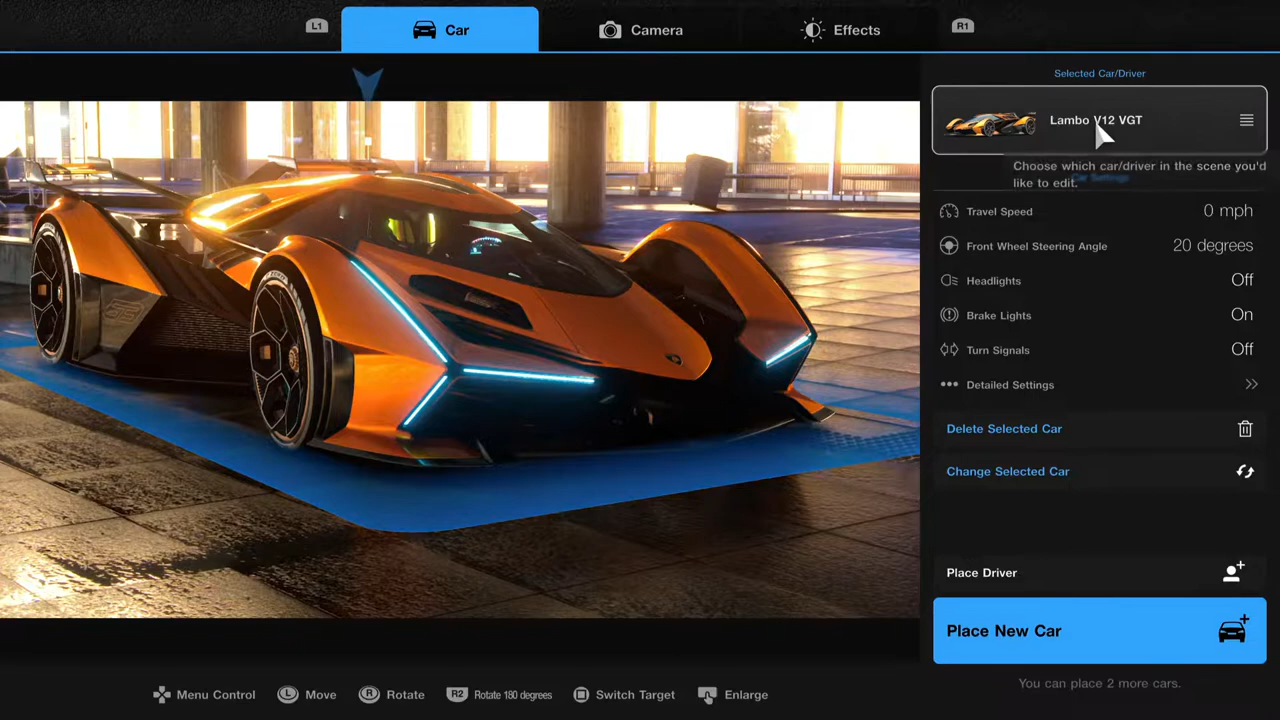 L1
Car
Camera
Effects
R1
Selected Car/Driver
Lambo V12 VGT
Choose which car/driver in the scene you'd
like to edit.
Car Settings
Travel Speed 0 mph
Front Wheel Steering Angle 20 degrees
Headlights Off
Brake Lights On
Turn Signals Off
Detailed Settings
Delete Selected Car
Change Selected Car
Place Driver
Place New Car
You can place 2 more cars.
Menu Control
L Move
R Rotate
R2 Rotate 180 degrees
Switch Target
Enlarge